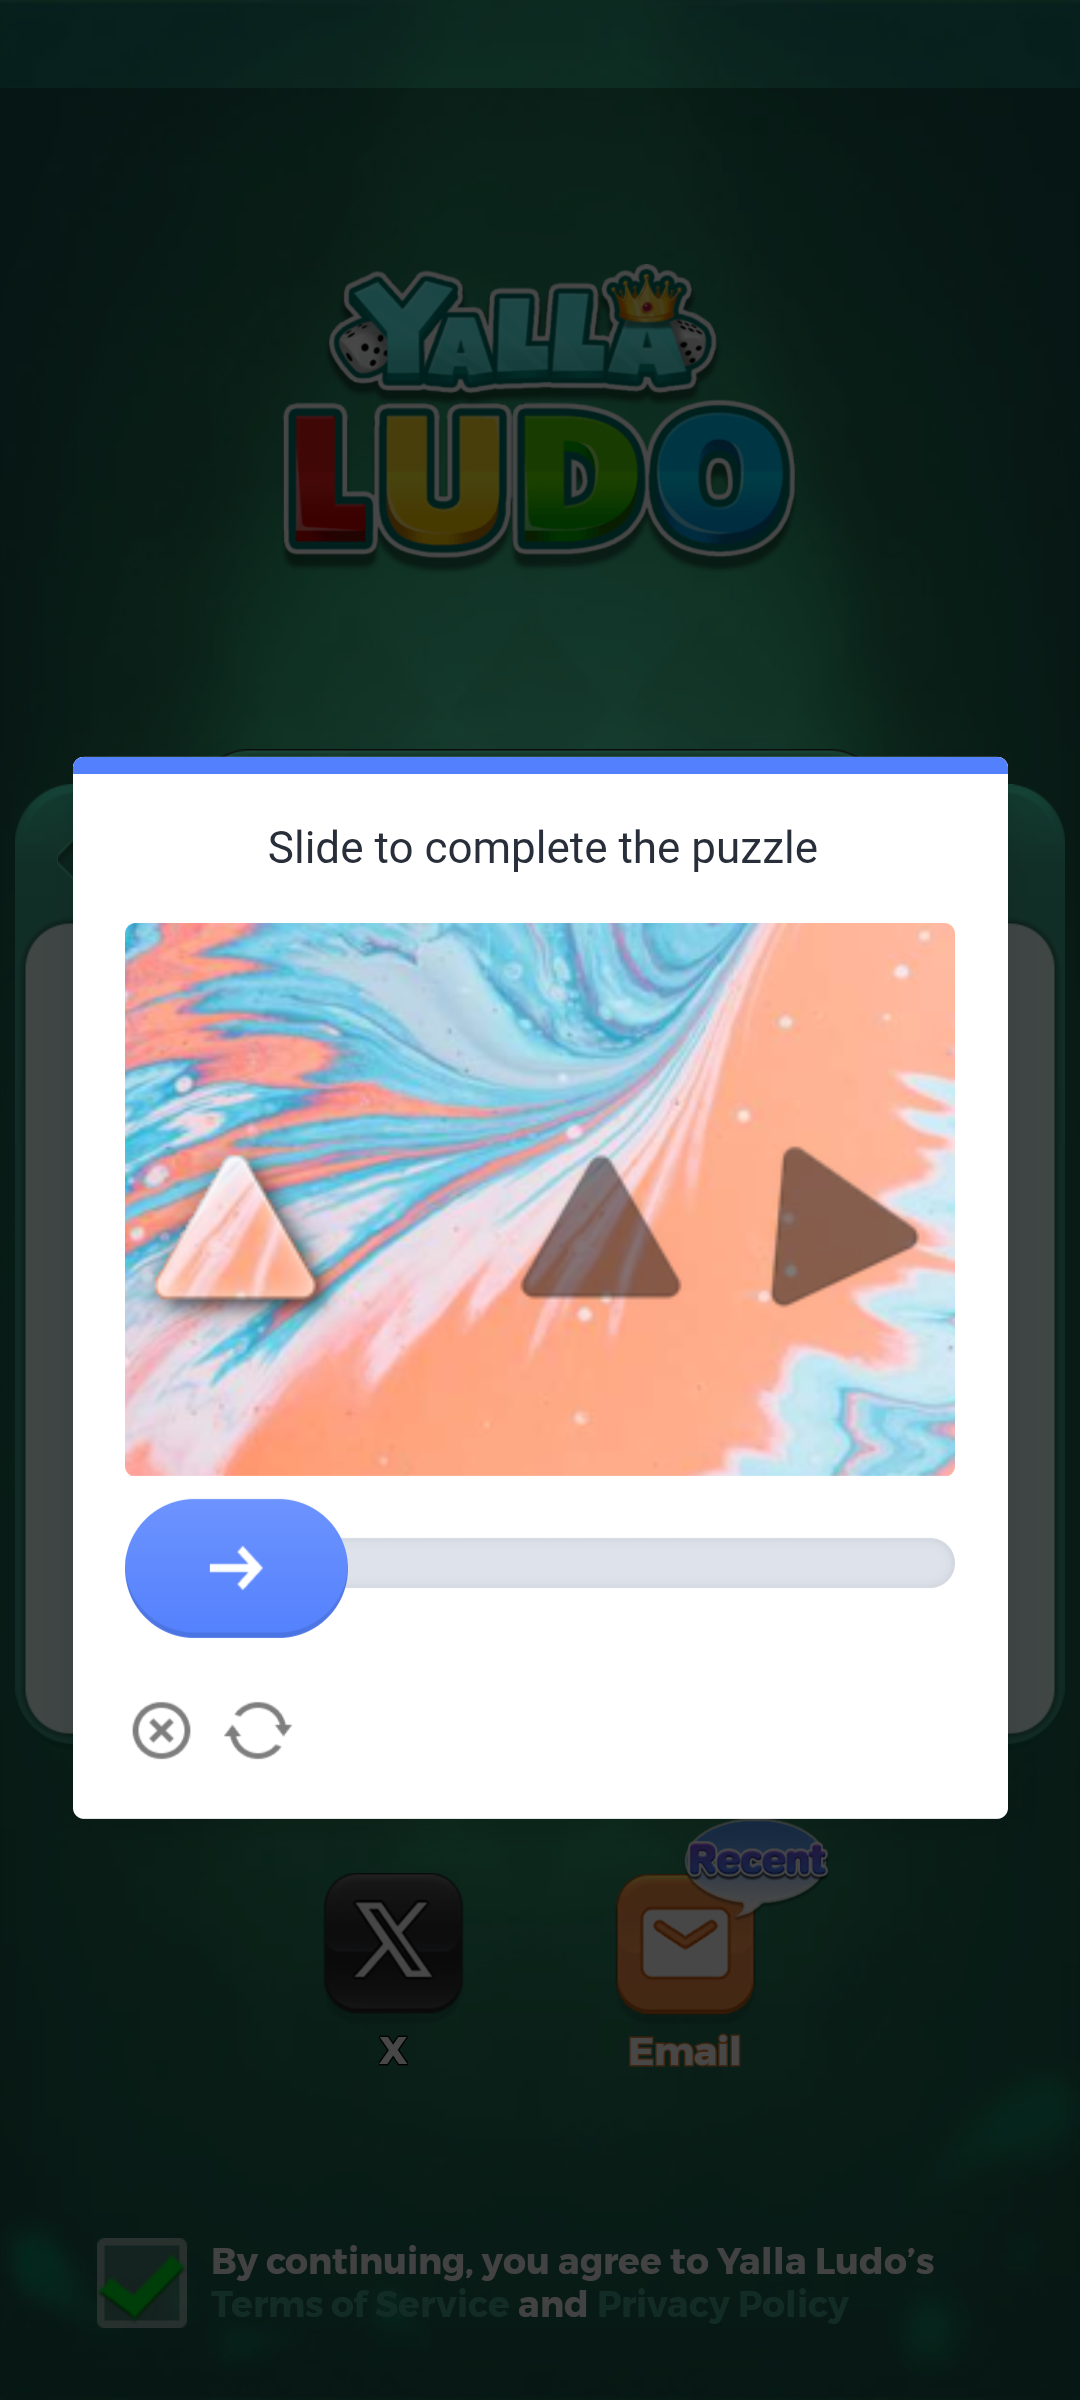 YALLA
LUDO
Slide to complete the puzzle
Recent
X
Email
By continuing, you agree to Yalla Ludo’s
Terms of Service and Privacy Policy